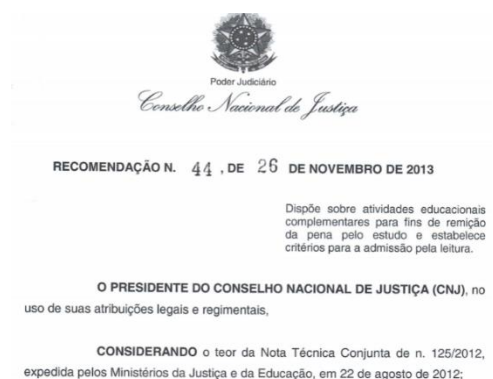 Poder Judiciário
Conselho Nacional de Justiça
RECOMENDAÇÃO N. 44 , DE 26 DE NOVEMBRO DE 2013
Dispõe sobre atividades educacionais
complementares para fins de remição
da pena pelo estudo e estabelece
critérios para a admissão pela leitura.
O PRESIDENTE DO CONSELHO NACIONAL DE JUSTIÇA (CNJ), no
uso de suas atribuições legais e regimentais,
CONSIDERANDO o teor da Nota Técnica Conjunta de n. 125/2012,
expedida pelos Ministérios da Justiça e da Educação, em 22 de agosto de 2012;